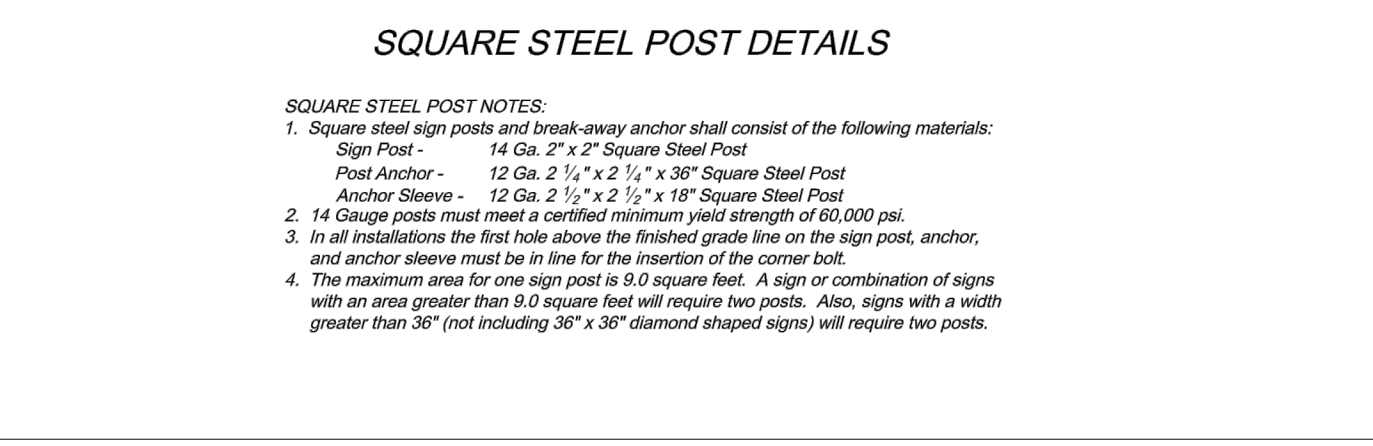 SQUARE STEEL POST DETAILS
SQUARE STEEL POST NOTES:
1. Square steel sign posts and break-away anchor shall consist of the following materials:
Sign Post - 14 Ga. 2" x 2" Square Steel Post
Post Anchor - 12 Ga. 2 1/4" x 2 1/4" x 36" Square Steel Post
Anchor Sleeve - 12 Ga. 2 1/2" x 2 1/2" x 18" Square Steel Post
2. 14 Gauge posts must meet a certified minimum yield strength of 60,000 psi.
3. In all installations the first hole above the finished grade line on the sign post, anchor,
and anchor sleeve must be in line for the insertion of the corner bolt.
4. The maximum area for one sign post is 9.0 square feet. A sign or combination of signs
with an area greater than 9.0 square feet will require two posts. Also, signs with a width
greater than 36" (not including 36" x 36" diamond shaped signs) will require two posts.